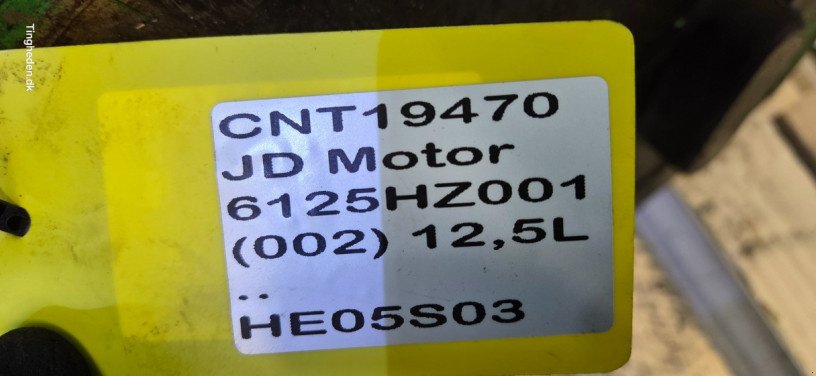 CNT19470
JD Motor
6125HZ001
(002) 12,5L
..
HE05S03
Tingheden.dk